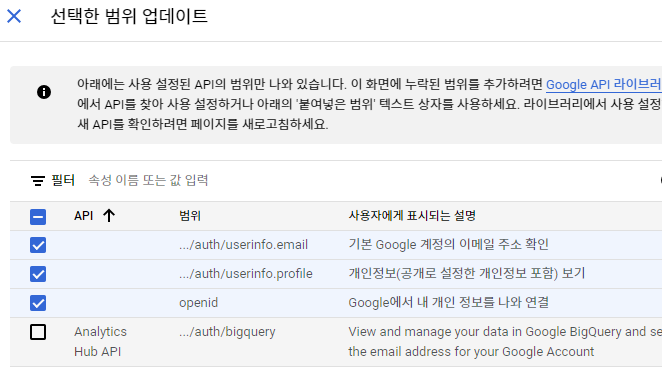 선택한 범위 업데이트
아래에는 사용 설정된 API의 범위만 나와 있습니다. 이 화면에 누락된 범위를 추가하려면 Google API 라이브러리
에서 API를 찾아 사용 설정하거나 아래의 '붙여넣은 범위' 텍스트 상자를 사용하세요. 라이브러리에서 사용 설정
새 API를 확인하려면 페이지를 새로고침하세요.
필터 속성 이름 또는 값 입력
API 범위 사용자에게 표시되는 설명
.../auth/userinfo.email 기본 Google 계정의 이메일 주소 확인
.../auth/userinfo.profile 개인정보(공개로 설정한 개인정보 포함) 보기
openid Google에서 내 개인 정보를 나와 연결
Analytics .../auth/bigquery View and manage your data in Google BigQuery and se
Hub API the email address for your Google Account